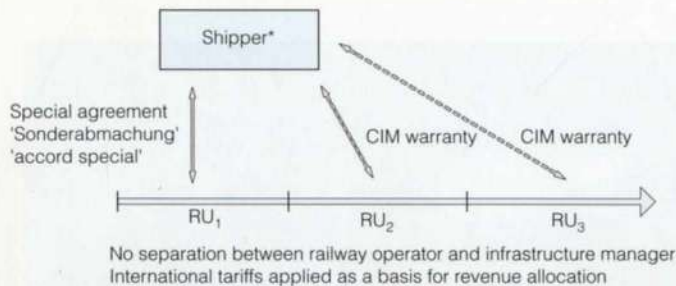 Shipper*
Special agreement
'Sonderabmachung'
'accord special'
CIM warranty
CIM warranty
RU₁
RU₂
RU₃
No separation between railway operator and infrastructure manager
International tariffs applied as a basis for revenue allocation